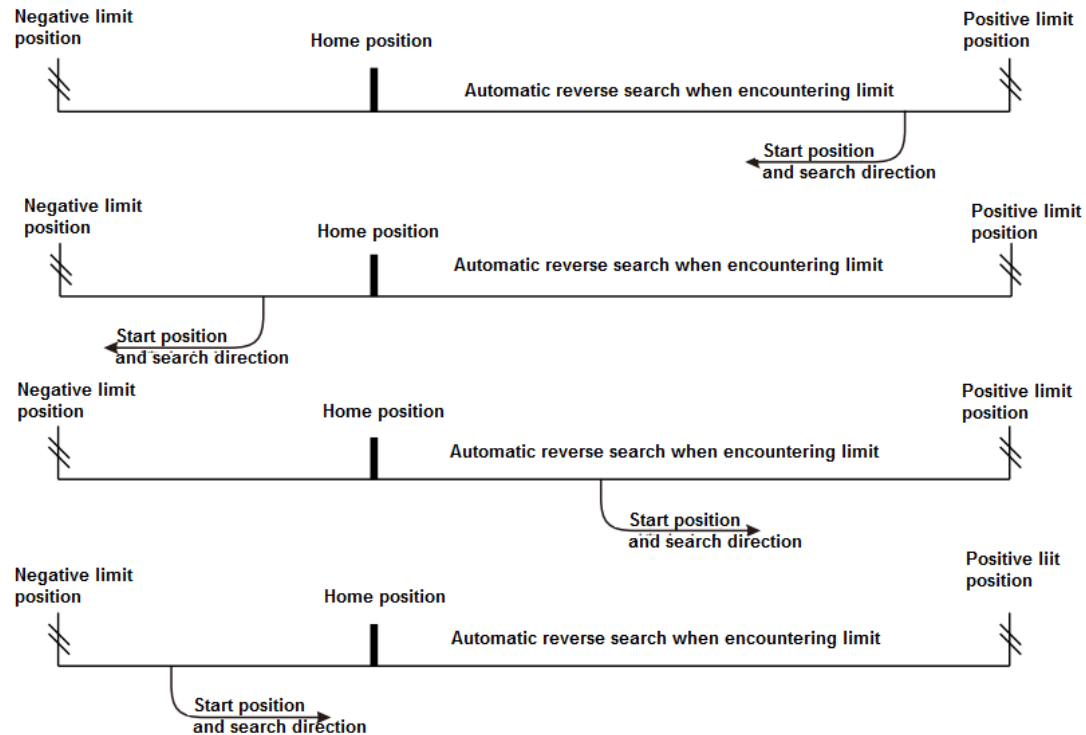 Negative limit
position
Home position
Positive limit
position
Automatic reverse search when encountering limit
Start position
and search direction
Negative limit
position
Home position
Positive limit
position
Automatic reverse search when encountering limit
Start position
and search direction
Negative limit
position
Home position
Positive limit
position
Automatic reverse search when encountering limit
Start position
and search direction
Negative limit
position
Home position
Positive liit
position
Automatic reverse search when encountering limit
Start position
and search direction